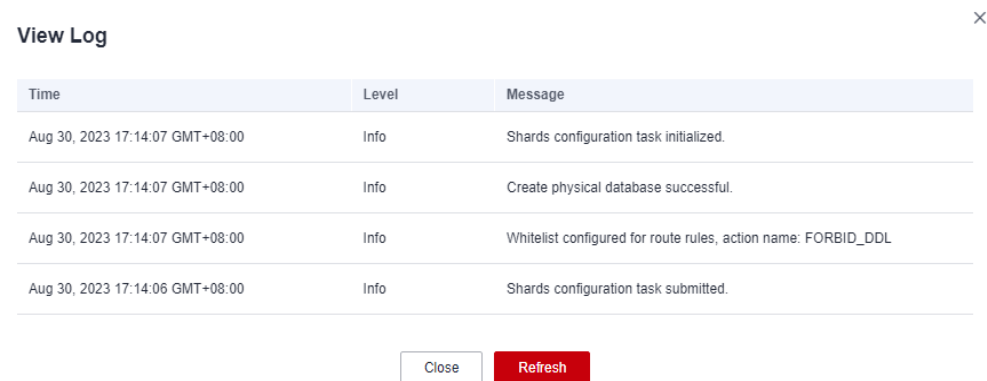 View Log
Time Level Message
Aug 30, 2023 17:14:07 GMT+08:00 Info Shards configuration task initialized.
Aug 30, 2023 17:14:07 GMT+08:00 Info Create physical database successful.
Aug 30, 2023 17:14:07 GMT+08:00 Info Whitelist configured for route rules, action name: FORBID_DDL
Aug 30, 2023 17:14:06 GMT+08:00 Info Shards configuration task submitted.
Close Refresh